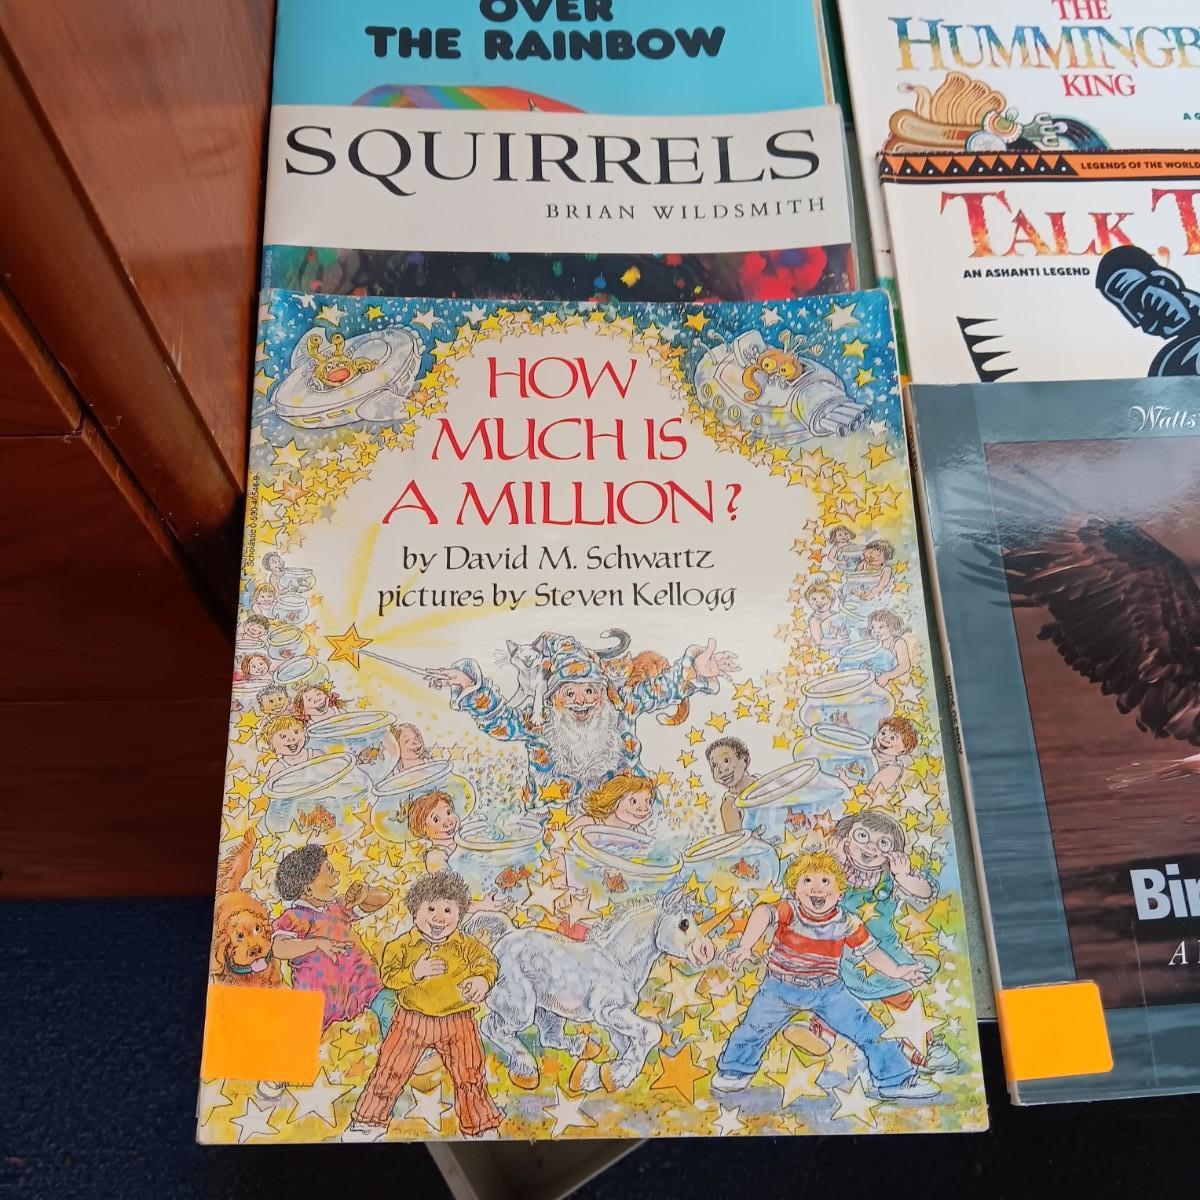 OVER
THE RAINBOW
SQUIRRELS
BRIAN WILDSMITH
HOW
MUCH IS
A MILLION?
by David M. Schwartz
pictures by Steven Kellogg
THE
HUMMINGB
KING
A G
LEGENDS OF THE WORLD
TALK, T
AN ASHANTI LEGEND
Watts
Bir
A